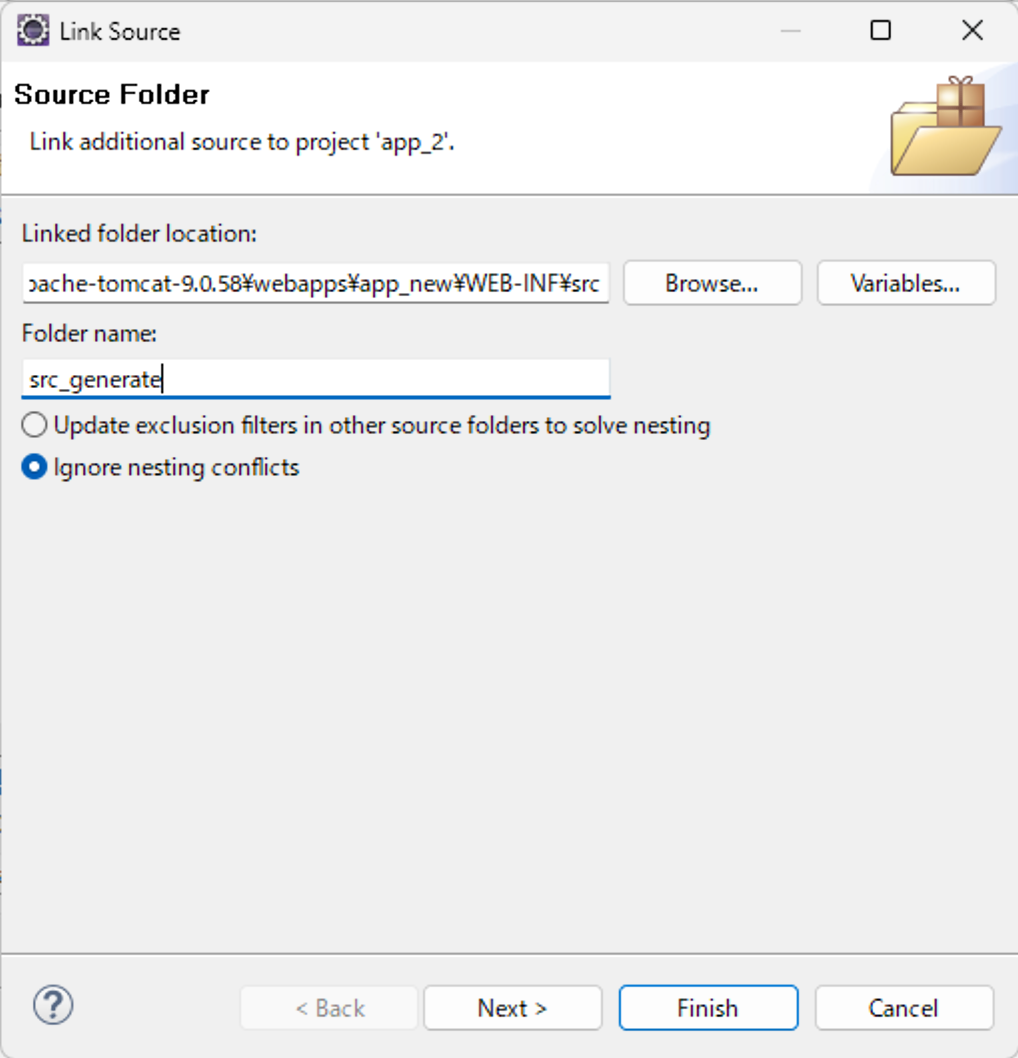 Link Source
Source Folder
Link additional source to project 'app_2'.
Linked folder location:
pache-tomcat-9.0.58¥webapps¥app_new¥WEB-INF¥src Browse... Variables...
Folder name:
src_generate
Update exclusion filters in other source folders to solve nesting
Ignore nesting conflicts
? < Back Next > Finish Cancel